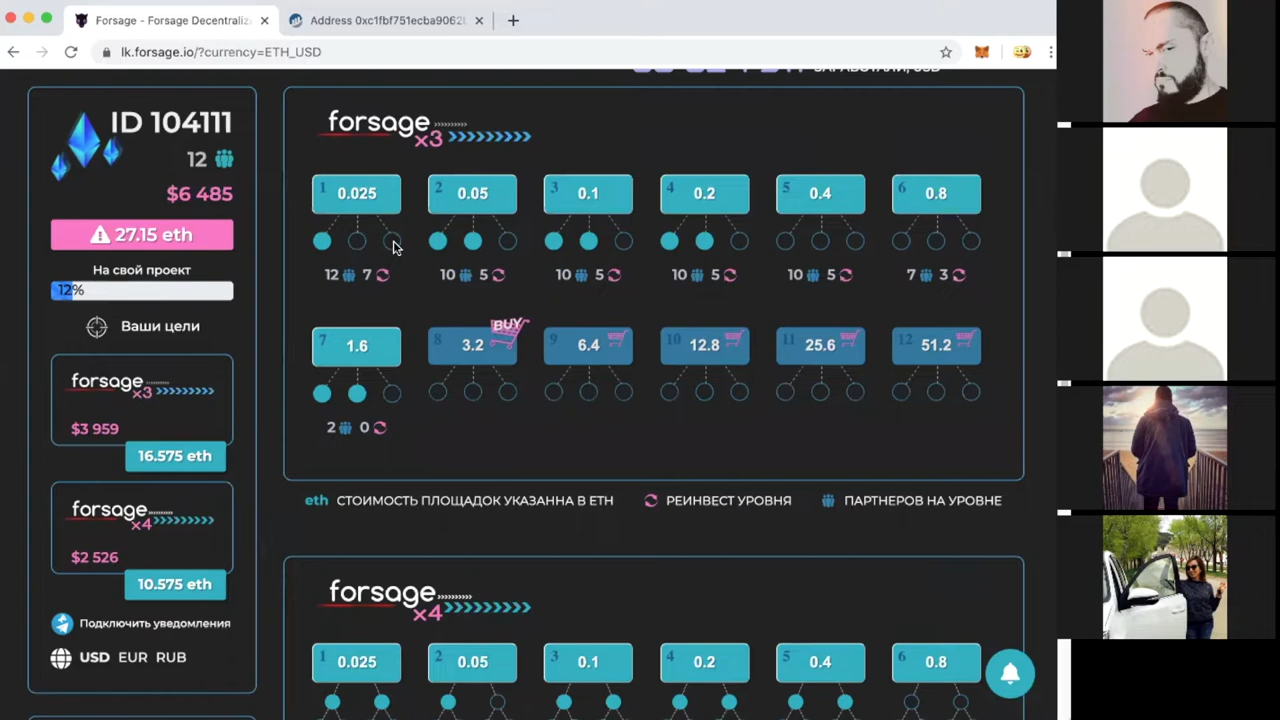 Forsage - Forsage Decentraliz
Address 0xc1fbf751ecba9062
lk.forsage.io/?currency=ETH_USD
ЗАРАБОТАЛИ, USD
ID 104111
12
$6 485
27.15 eth
На свой проект
12%
Ваши цели
forsage x3
$3 959
16.575 eth
forsage x4
$2 526
10.575 eth
Подключить уведомления
USD EUR RUB
forsage x3
1 0.025 2 0.05 3 0.1 4 0.2 5 0.4 6 0.8
12 7 10 5 10 5 10 5 10 5 7 3
7 1.6 8 3.2 BUY 9 6.4 10 12.8 11 25.6 12 51.2
2 0
eth СТОИМОСТЬ ПЛОЩАДОК УКАЗАННА В ETH РЕИНВЕСТ УРОВНЯ ПАРТНЕРОВ НА УРОВНЕ
forsage x4
1 0.025 2 0.05 3 0.1 4 0.2 5 0.4 6 0.8